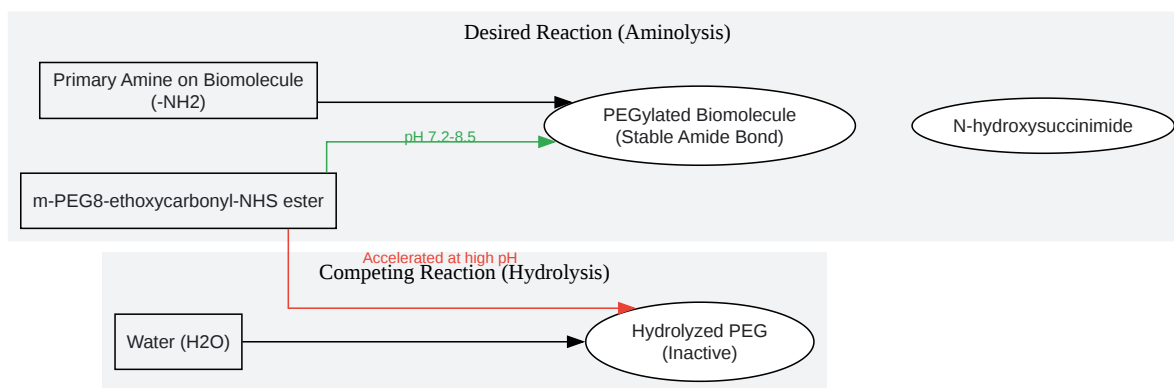 Desired Reaction (Aminolysis)
Primary Amine on Biomolecule
(-NH2)
PEGylated Biomolecule
(Stable Amide Bond)
N-hydroxysuccinimide
pH 7.2-8.5
m-PEG8-ethoxycarbonyl-NHS ester
Accelerated at high pH
Competing Reaction (Hydrolysis)
Water (H2O)
Hydrolyzed PEG
(Inactive)